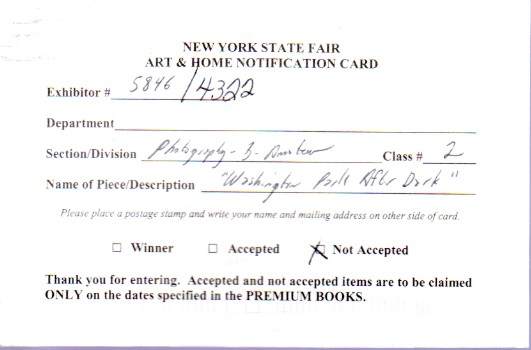 NEW YORK STATE FAIR
ART & HOME NOTIFICATION CARD
Exhibitor # 5846/4322
Department
Section/Division Photography - B - Amateur Class # 2
Name of Piece/Description "Washington Park After Dark"
Please place a postage stamp and write your name and mailing address on other side of card.
☐ Winner ☐ Accepted ☒ Not Accepted
Thank you for entering. Accepted and not accepted items are to be claimed
ONLY on the dates specified in the PREMIUM BOOKS.